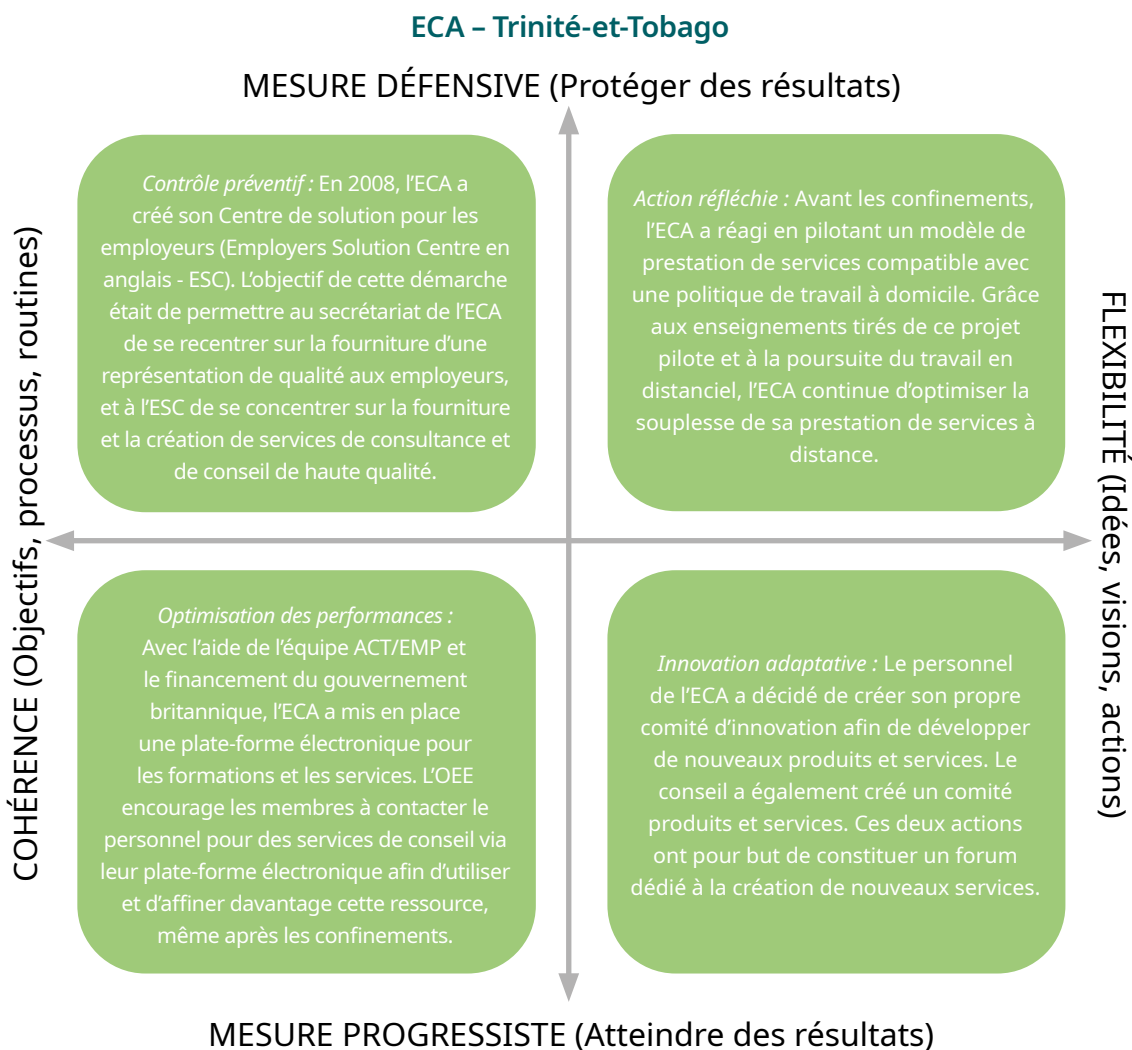 ECA – Trinité-et-Tobago
MESURE DÉFENSIVE (Protéger des résultats)
COHÉRENCE (Objectifs, processus, routines)
Contrôle préventif : En 2008, l’ECA a
créé son Centre de solution pour les
employeurs (Employers Solution Centre en
anglais - ESC). L’objectif de cette démarche
était de permettre au secrétariat de l’ECA
de se recentrer sur la fourniture d’une
représentation de qualité aux employeurs,
et à l’ESC de se concentrer sur la fourniture
et la création de services de consultance et
de conseil de haute qualité.
Action réfléchie : Avant les confinements,
l’ECA a réagi en pilotant un modèle de
prestation de services compatible avec
une politique de travail à domicile. Grâce
aux enseignements tirés de ce projet
pilote et à la poursuite du travail en
distanciel, l’ECA continue d’optimiser la
souplesse de sa prestation de services à
distance.
FLEXIBILITÉ (Idées, visions, actions)
Optimisation des performances :
Avec l’aide de l’équipe ACT/EMP et
le financement du gouvernement
britannique, l’ECA a mis en place
une plate-forme électronique pour
les formations et les services. L’OEE
encourage les membres à contacter le
personnel pour des services de conseil via
leur plate-forme électronique afin d’utiliser
et d’affiner davantage cette ressource,
même après les confinements.
Innovation adaptative : Le personnel
de l’ECA a décidé de créer son propre
comité d’innovation afin de développer
de nouveaux produits et services. Le
conseil a également créé un comité
produits et services. Ces deux actions
ont pour but de constituer un forum
dédié à la création de nouveaux services.
MESURE PROGRESSISTE (Atteindre des résultats)